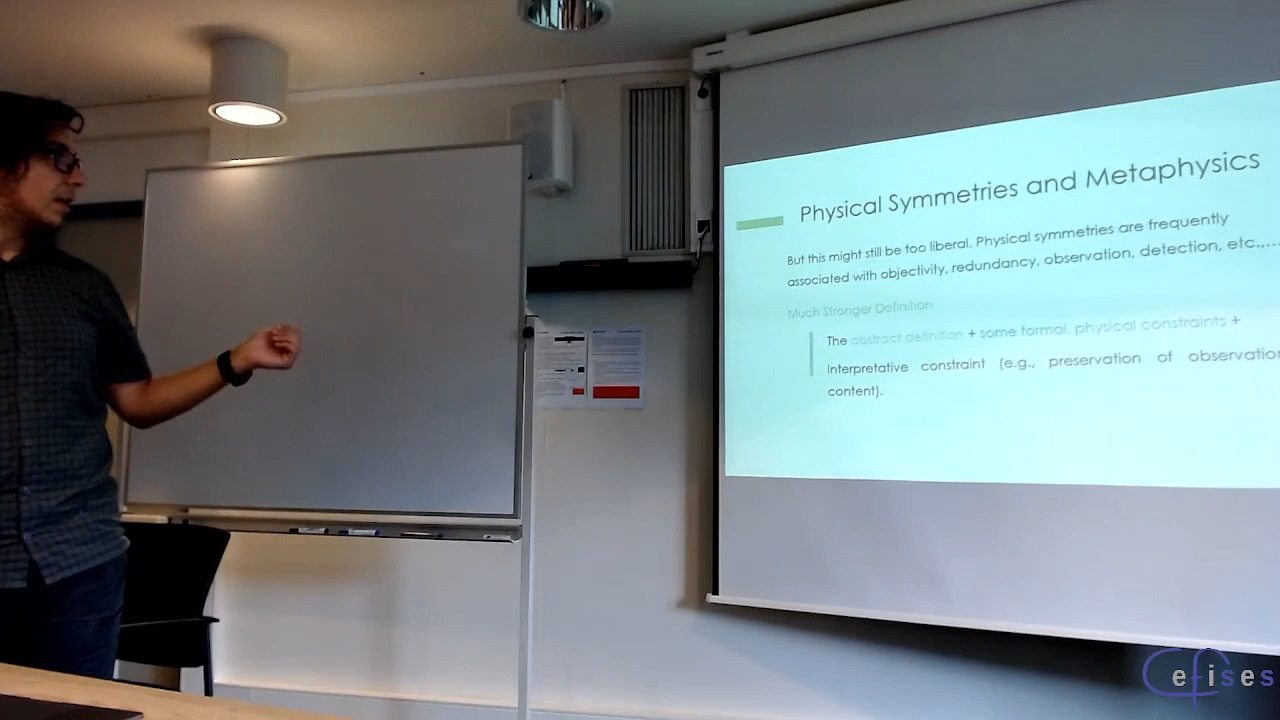 Physical Symmetries and Metaphysics
But this might still be too liberal. Physical symmetries are frequently
associated with objectivity, redundancy, observation, detection, etc.....
Much Stronger Definition
The abstract definition + some formal, physical constraints +
Interpretative constraint (e.g., preservation of observation
content).
efises